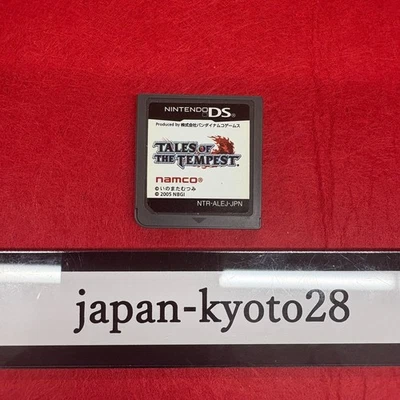 NINTENDO DS
Produced by 株式会社バンダイナムコゲームス
TALES OF
THE TEMPEST
namco®
©いのまたむつみ
©2005 NBGI
NTR-ALEJ-JPN
japan-kyoto28